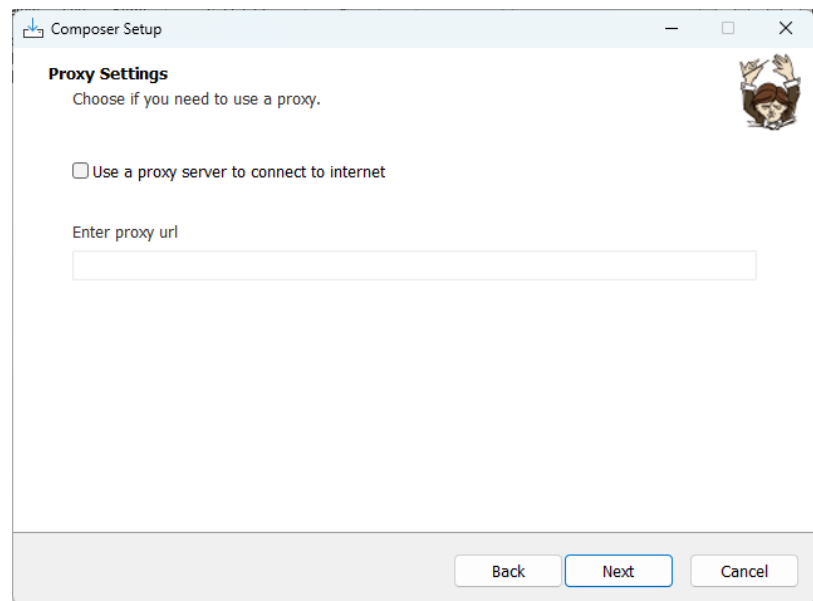 Composer Setup
Proxy Settings
Choose if you need to use a proxy.
Use a proxy server to connect to internet
Enter proxy url
Back Next Cancel